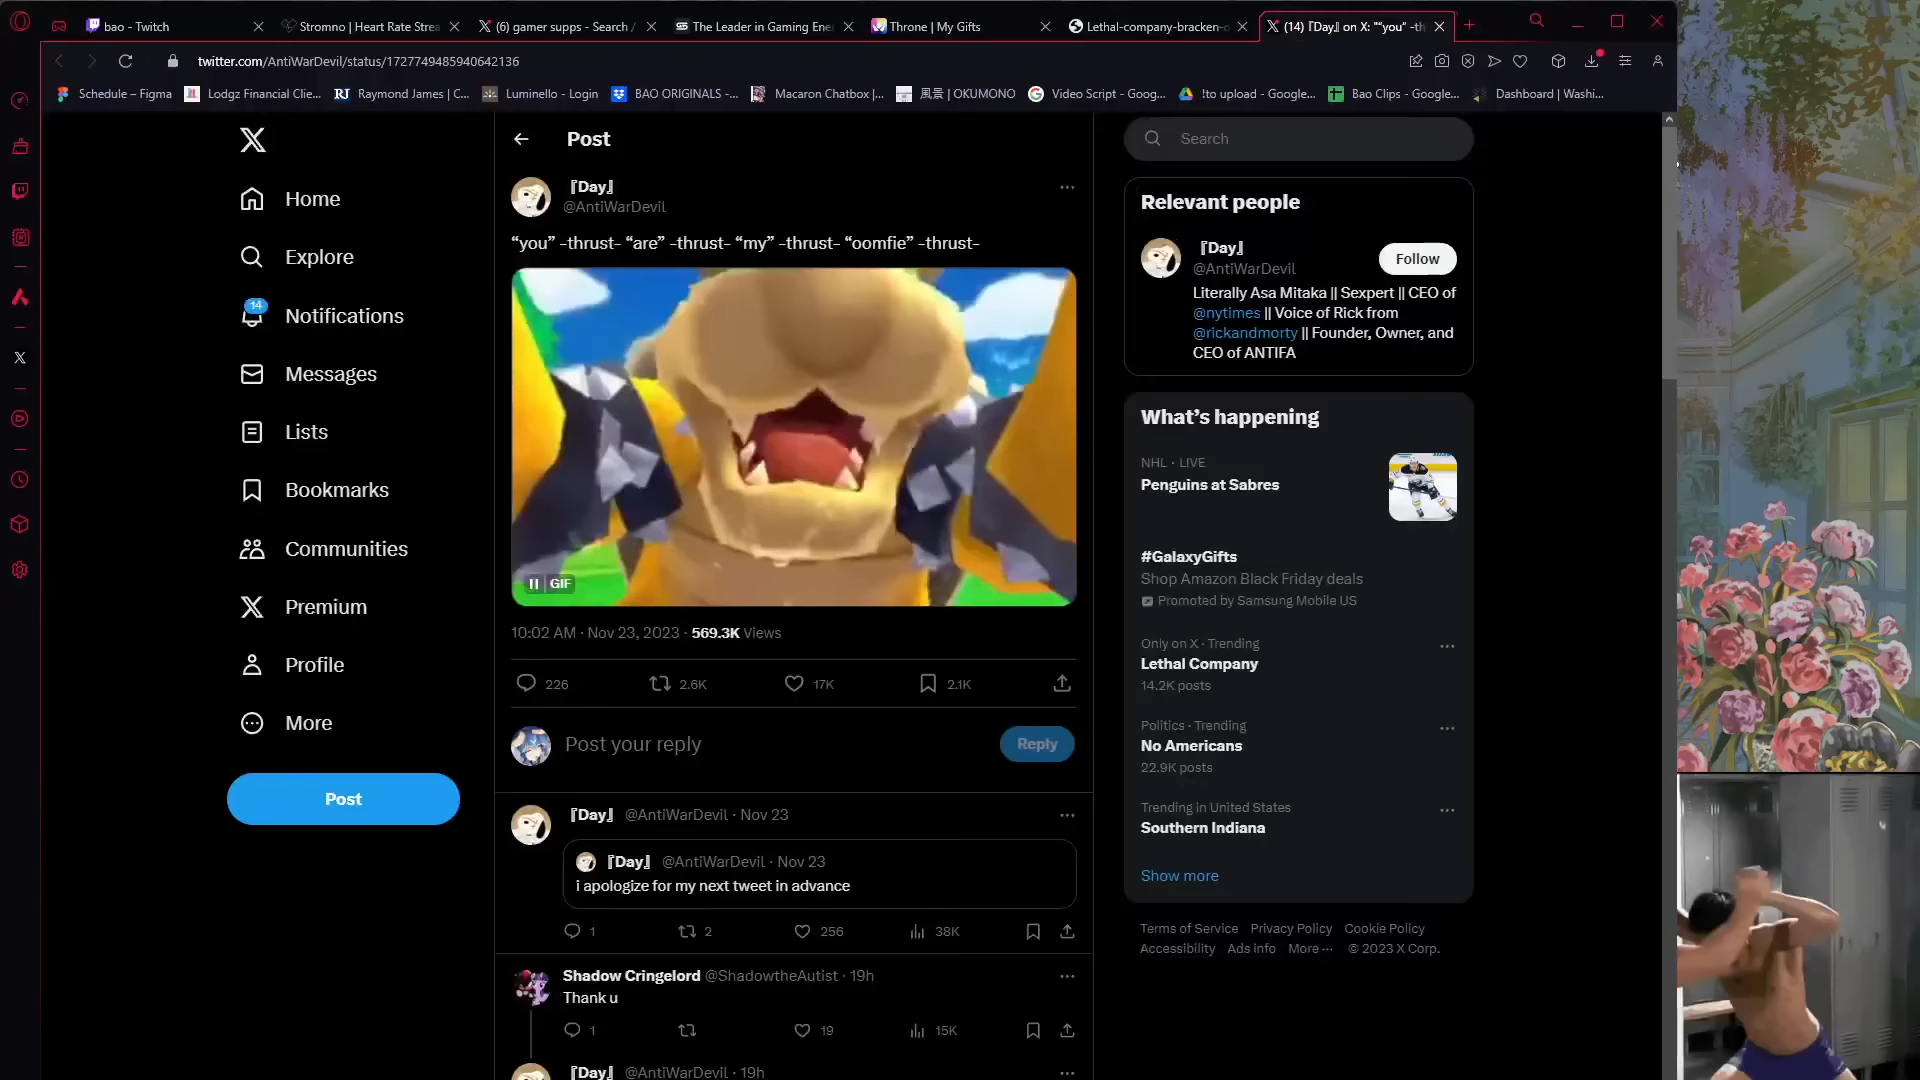 bao - Twitch
Stromno | Heart Rate Strea
(6) gamer supps - Search /
The Leader in Gaming Ene
Throne | My Gifts
Lethal-company-bracken-o
(14) 『Day』 on X: "“you” -th
twitter.com/AntiWarDevil/status/1727749485940642136
Schedule – Figma
Lodgz Financial Clie...
RJ
Raymond James | C...
Luminello - Login
BAO ORIGINALS -...
Macaron Chatbox |...
風景 | OKUMONO
Video Script - Goog...
!to upload - Google...
Bao Clips - Google...
Dashboard | Washi...
Home
Explore
14
Notifications
Messages
Lists
Bookmarks
Communities
Premium
Profile
More
Post
Post
『Day』
@AntiWarDevil
“you” -thrust- “are” -thrust- “my” -thrust- “oomfie” -thrust-
GIF
10:02 AM · Nov 23, 2023 · 569.3K Views
226
2.6K
17K
2.1K
Post your reply
Reply
『Day』 @AntiWarDevil · Nov 23
『Day』 @AntiWarDevil · Nov 23
i apologize for my next tweet in advance
1
2
256
38K
Shadow Cringelord @ShadowtheAutist · 19h
Thank u
1
19
15K
『Day』 @AntiWarDevil · 19h
Search
Relevant people
『Day』
@AntiWarDevil
Follow
Literally Asa Mitaka || Sexpert || CEO of
@nytimes || Voice of Rick from
@rickandmorty || Founder, Owner, and
CEO of ANTIFA
What’s happening
NHL · LIVE
Penguins at Sabres
#GalaxyGifts
Shop Amazon Black Friday deals
Promoted by Samsung Mobile US
Only on X · Trending
Lethal Company
14.2K posts
Politics · Trending
No Americans
22.9K posts
Trending in United States
Southern Indiana
Show more
Terms of Service Privacy Policy Cookie Policy
Accessibility Ads info More ··· © 2023 X Corp.